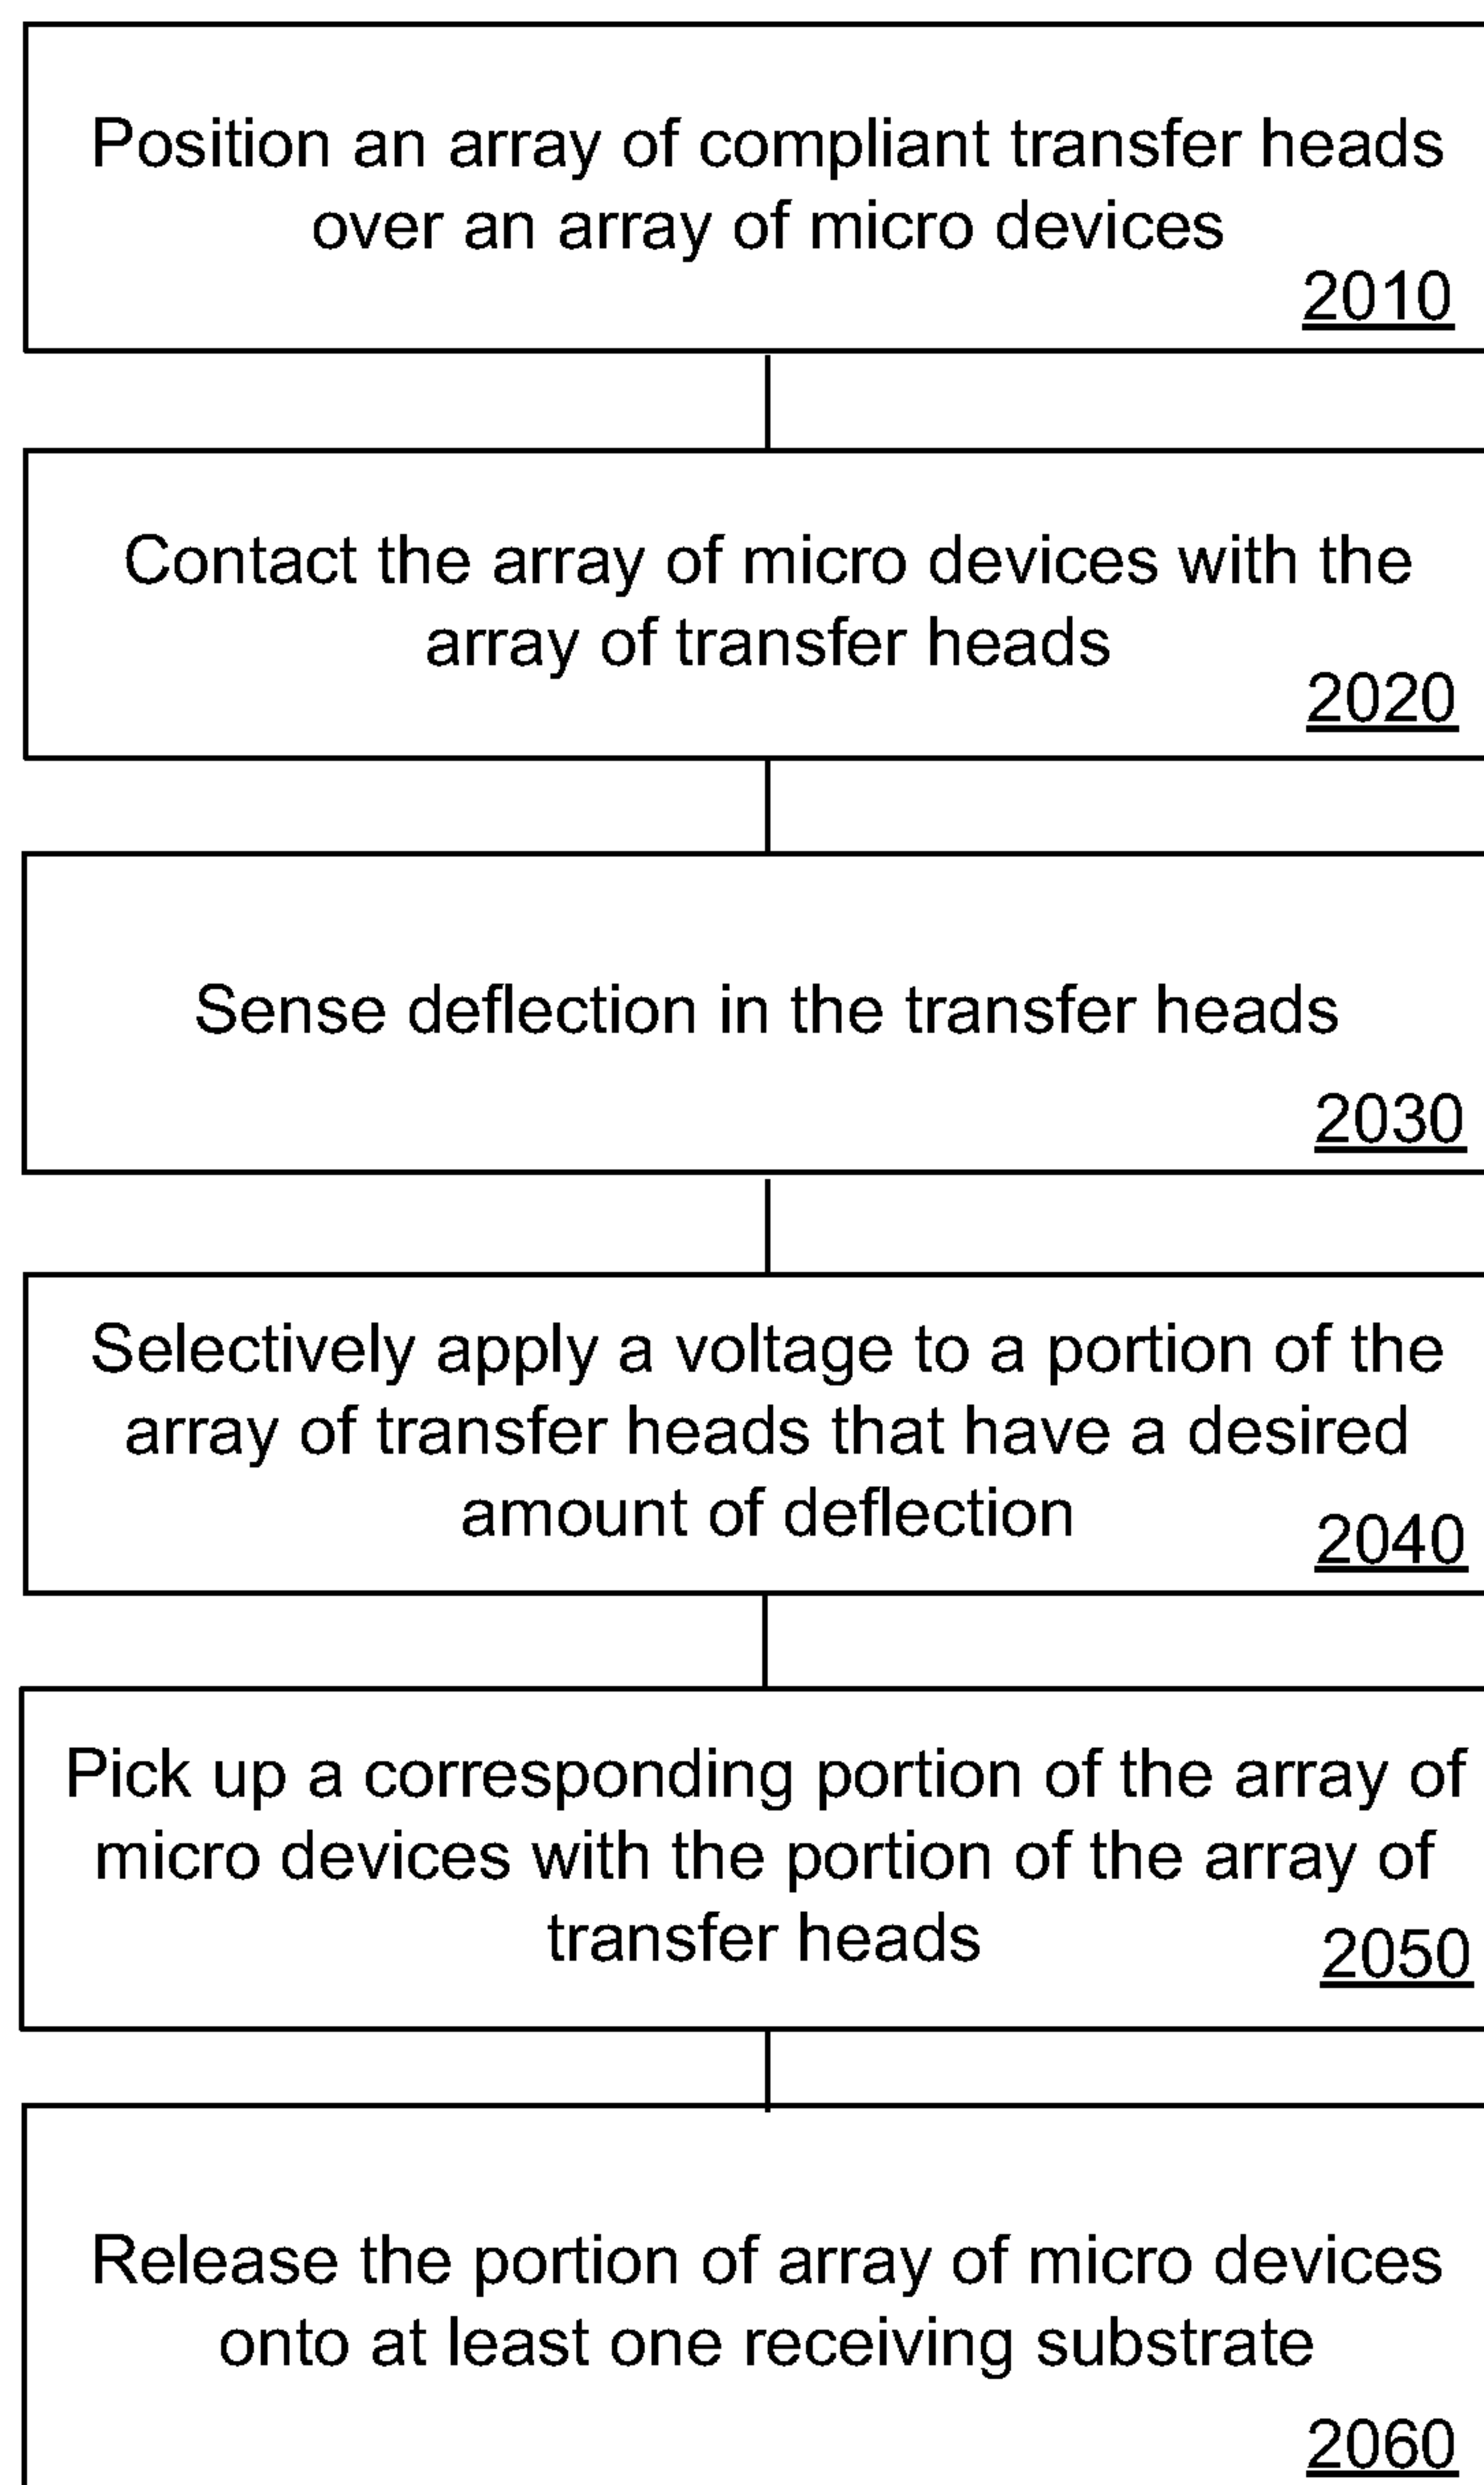 Position an array of compliant transfer heads
over an array of micro devices
2010
Contact the array of micro devices with the
array of transfer heads
2020
Sense deflection in the transfer heads
2030
Selectively apply a voltage to a portion of the
array of transfer heads that have a desired
amount of deflection
2040
Pick up a corresponding portion of the array of
micro devices with the portion of the array of
transfer heads
2050
Release the portion of array of micro devices
onto at least one receiving substrate
2060